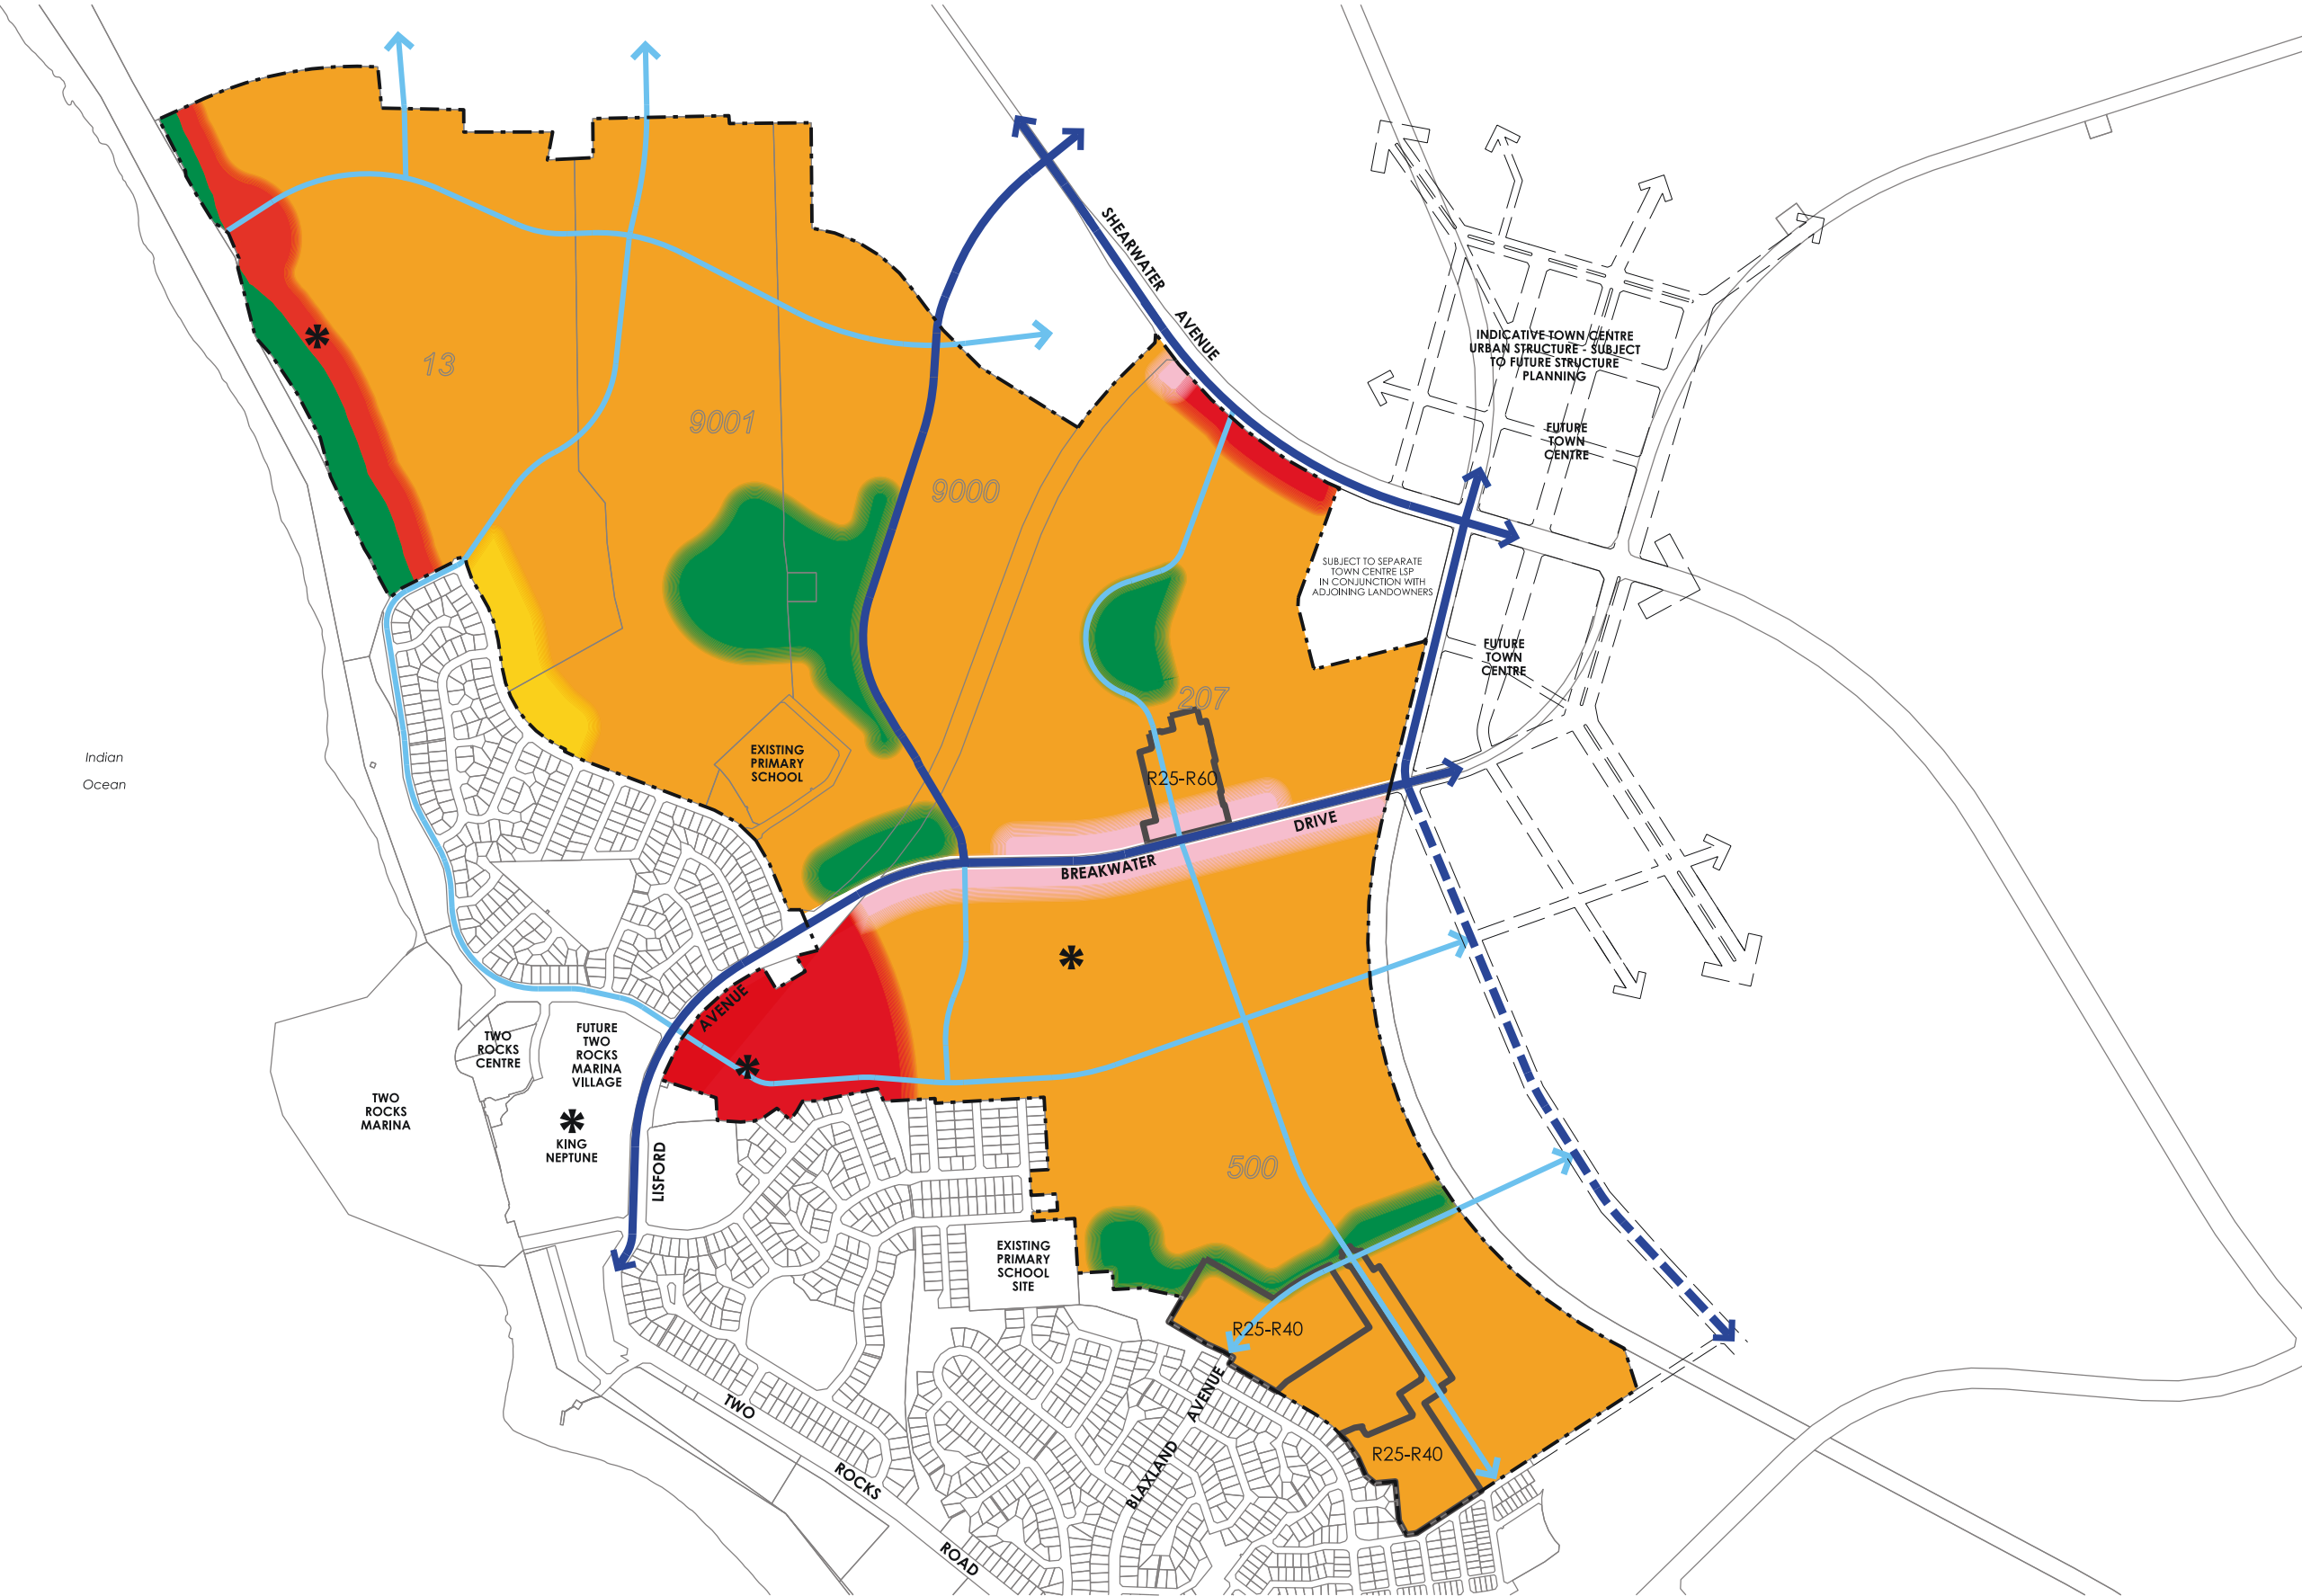 SHEARWATER
AVENUE
INDICATIVE TOWN CENTRE
URBAN STRUCTURE - SUBJECT
TO FUTURE STRUCTURE
PLANNING
13
9001
FUTURE
TOWN
CENTRE
9000
SUBJECT TO SEPARATE
TOWN CENTRE LSP
IN CONJUNCTION WITH
ADJOINING LANDOWNERS
FUTURE
TOWN
CENTRE
207
EXISTING
PRIMARY
SCHOOL
Indian
Ocean
R25-R60
DRIVE
BREAKWATER
AVENUE
TWO
ROCKS
CENTRE
FUTURE
TWO
ROCKS
MARINA
VILLAGE
TWO
ROCKS
MARINA
KING
NEPTUNE
LISFORD
500
EXISTING
PRIMARY
SCHOOL
SITE
R25-R40
TWO
ROCKS
ROAD
BLAXLAND
AVENUE
R25-R40